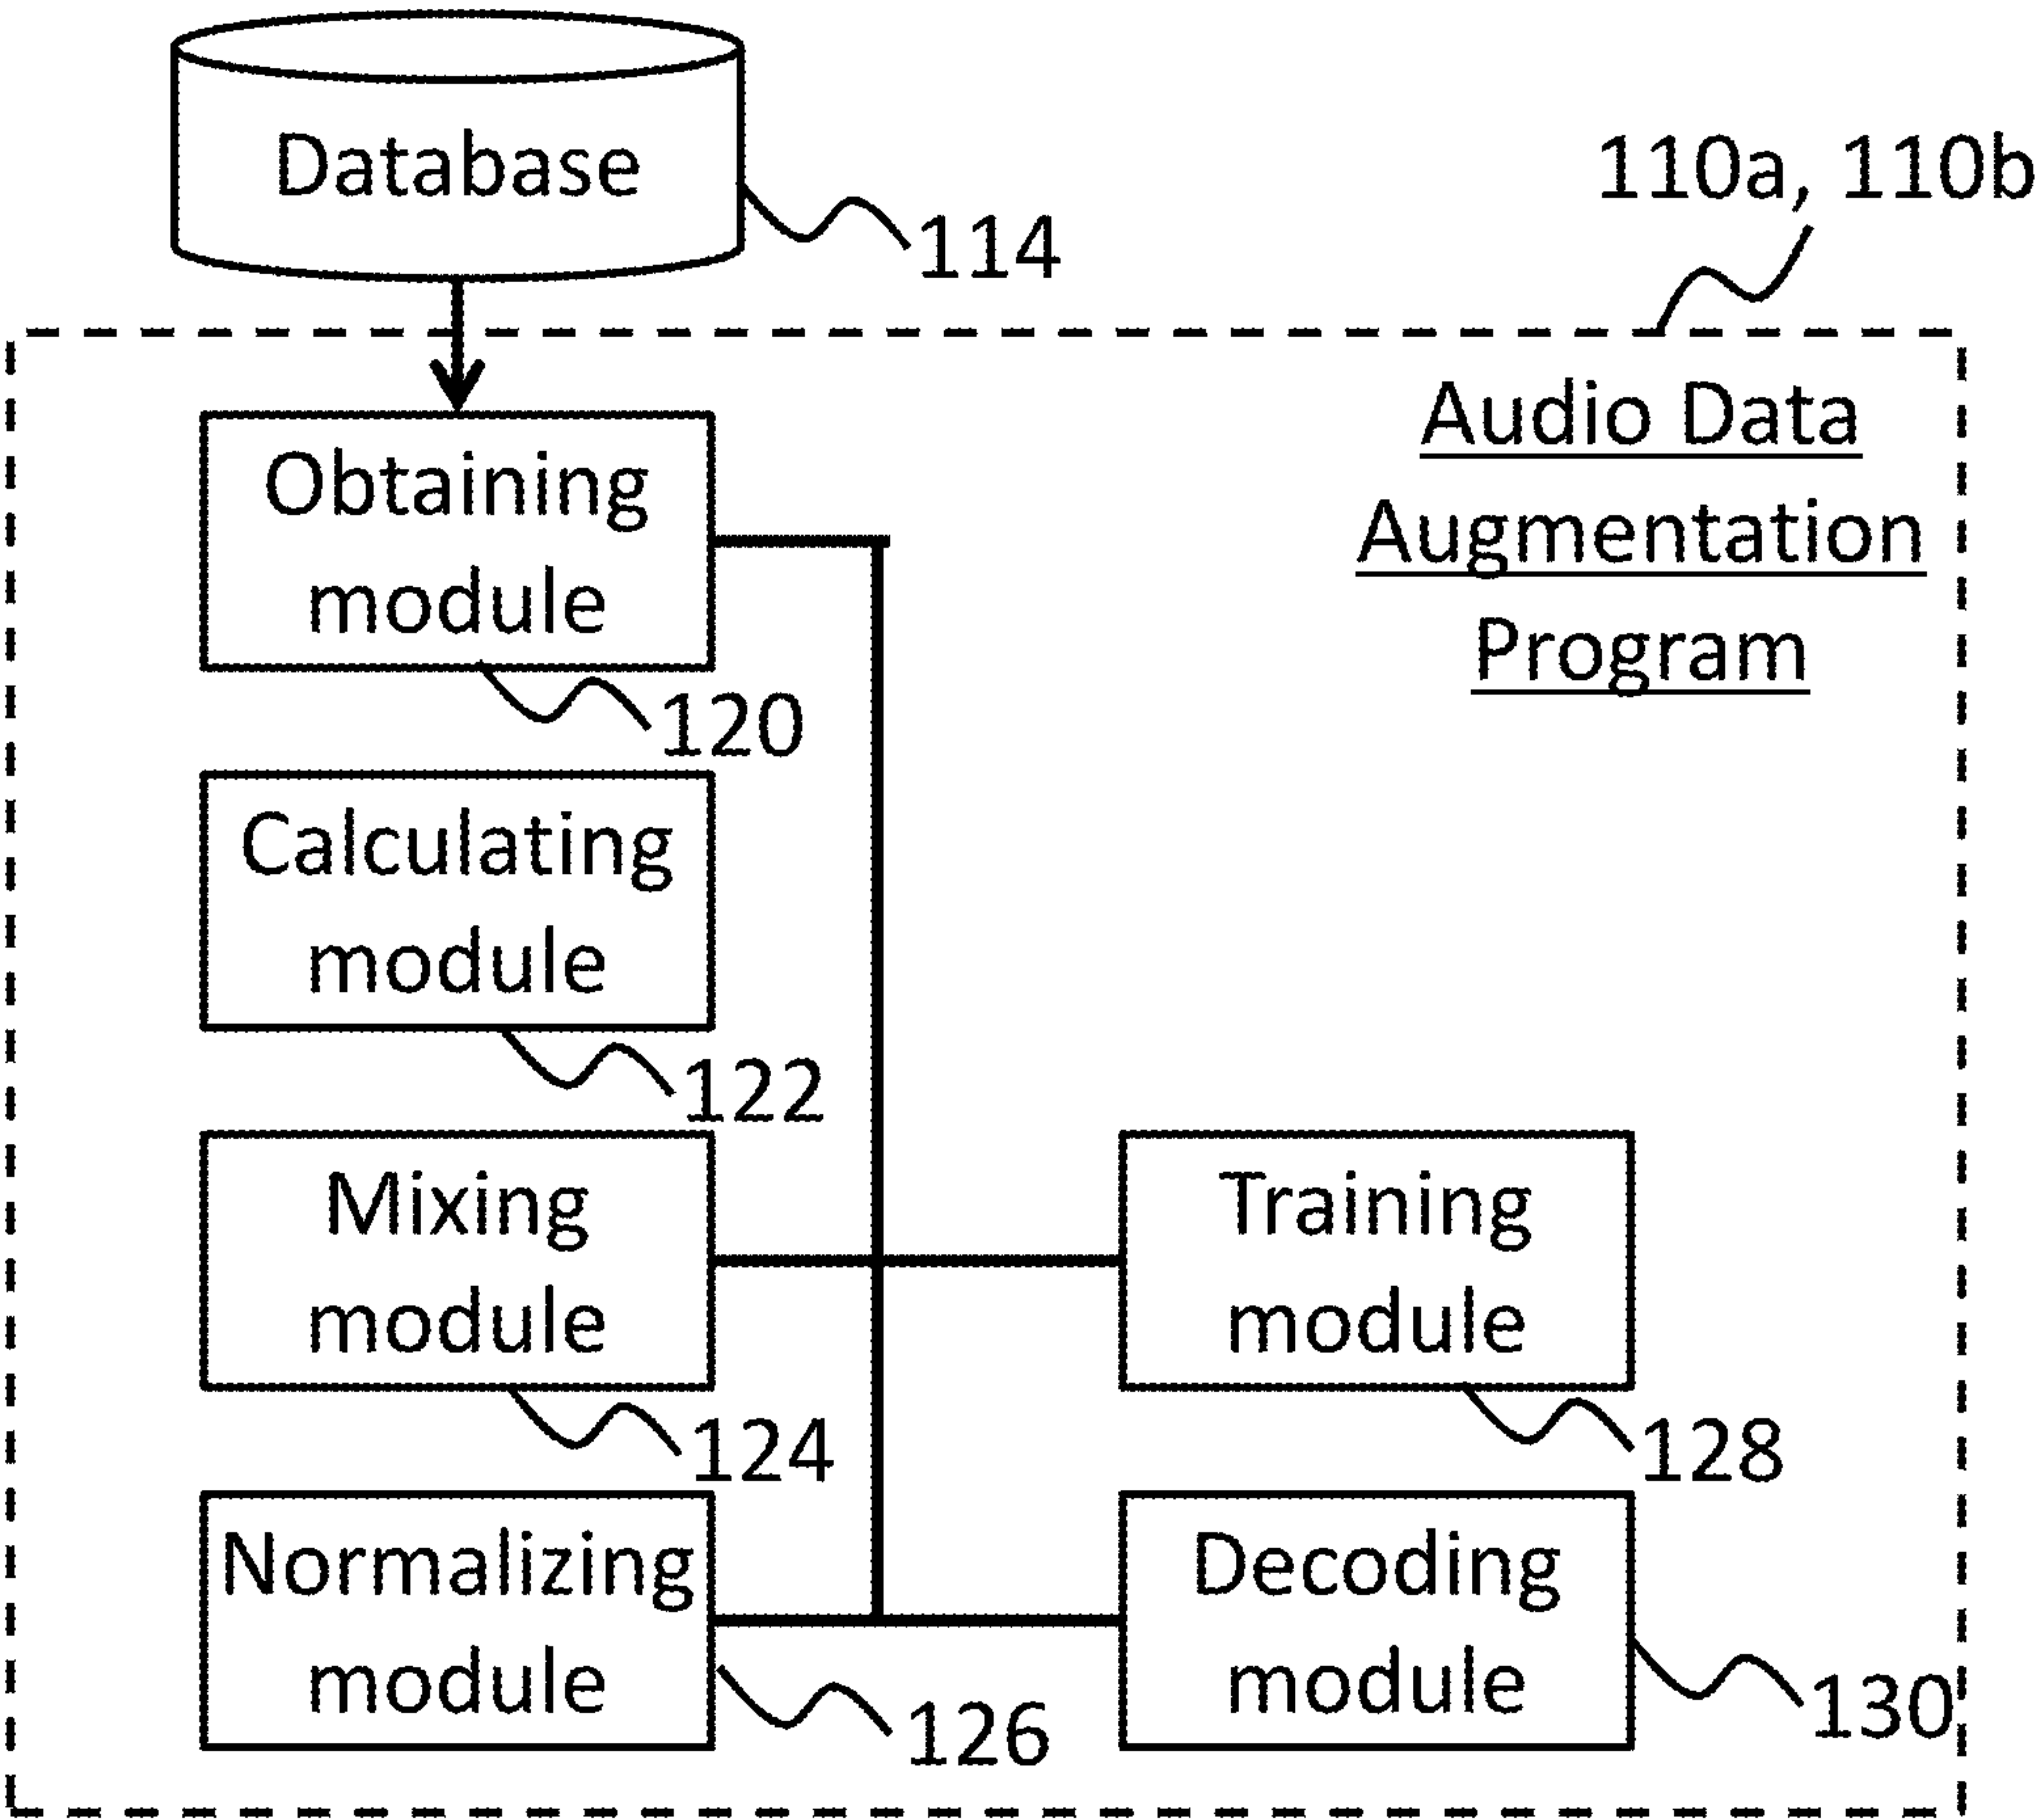 Database
114
110a, 110b
Audio Data
Augmentation
Program
Obtaining
module
120
Calculating
module
122
Mixing
module
124
Training
module
128
Normalizing
module
126
Decoding
module
130